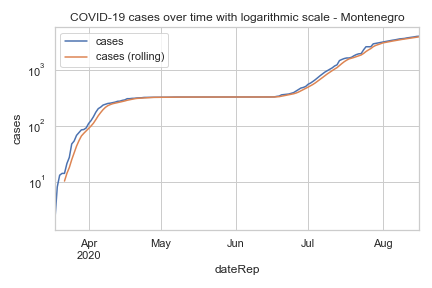 COVID-19 cases over time with logarithmic scale - Montenegro
cases
cases (rolling)
10³
10²
10¹
cases
Apr
2020
May
Jun
Jul
Aug
dateRep